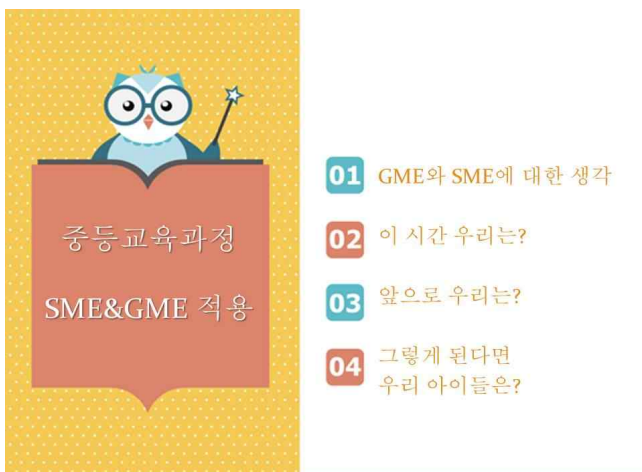 중등교육과정
SME&GME 적용
01 GME와 SME에 대한 생각
02 이 시간 우리는?
03 앞으로 우리는?
04 그렇게 된다면
우리 아이들은?